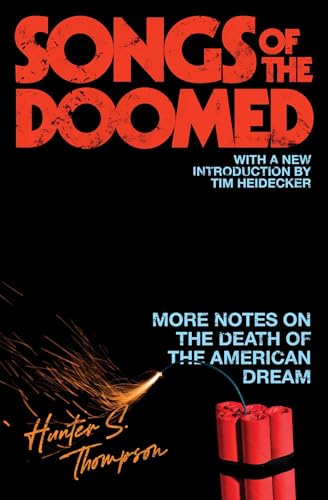 SONGS OF
THE
DOOMED
WITH A NEW
INTRODUCTION BY
TIM HEIDECKER
MORE NOTES ON
THE DEATH OF
THE AMERICAN
DREAM
Hunter S.
Thompson